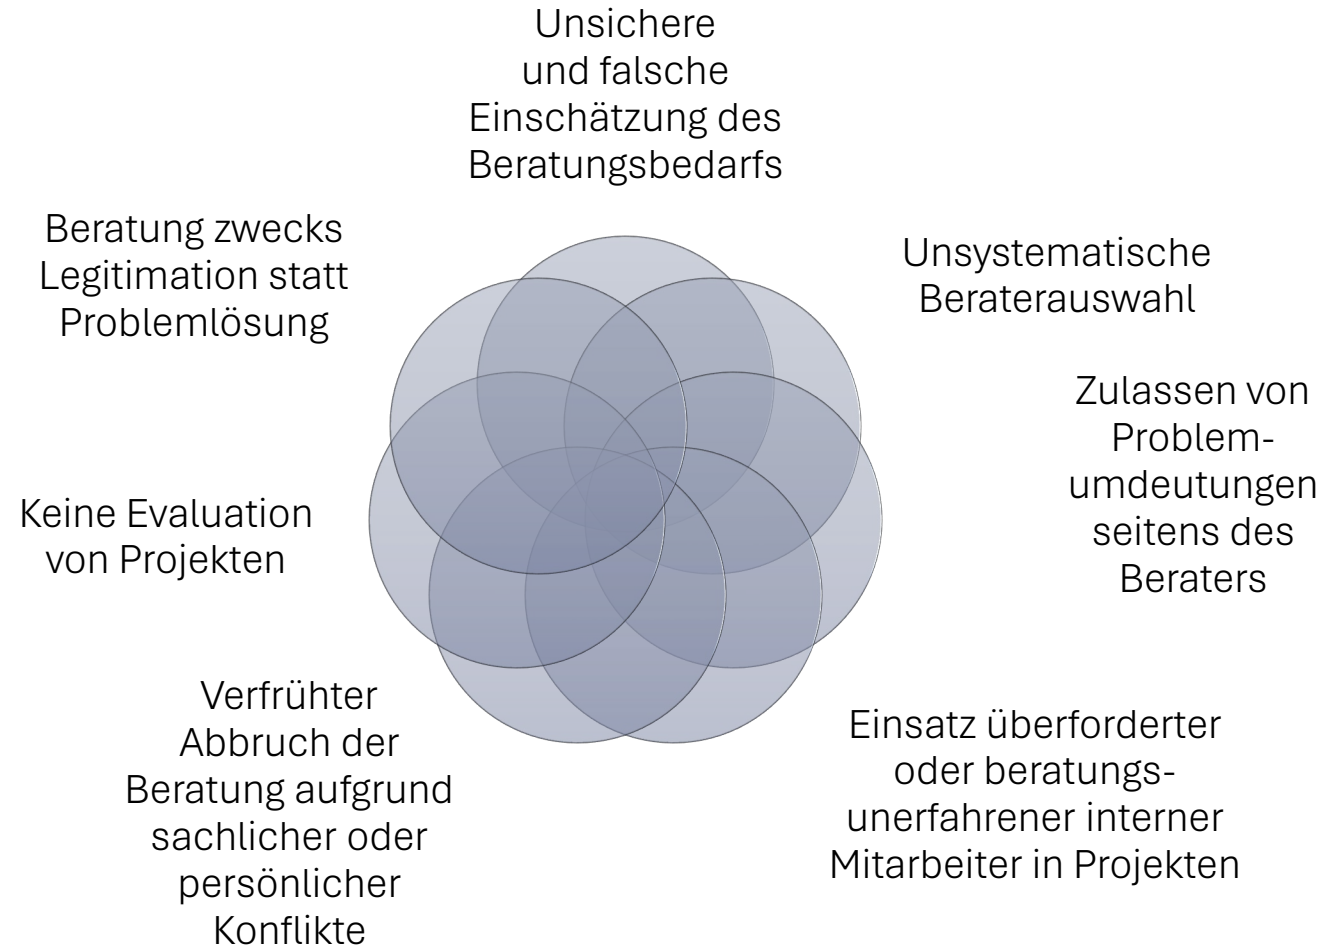 Unsichere
und falsche
Einschätzung des
Beratungsbedarfs
Unsystematische
Beraterauswahl
Zulassen von
Problem-
umdeutungen
seitens des
Beraters
Einsatz überforderter
oder beratungs-
unerfahrener interner
Mitarbeiter in Projekten
Verfrühter
Abbruch der
Beratung aufgrund
sachlicher oder
persönlicher
Konflikte
Keine Evaluation
von Projekten
Beratung zwecks
Legitimation statt
Problemlösung